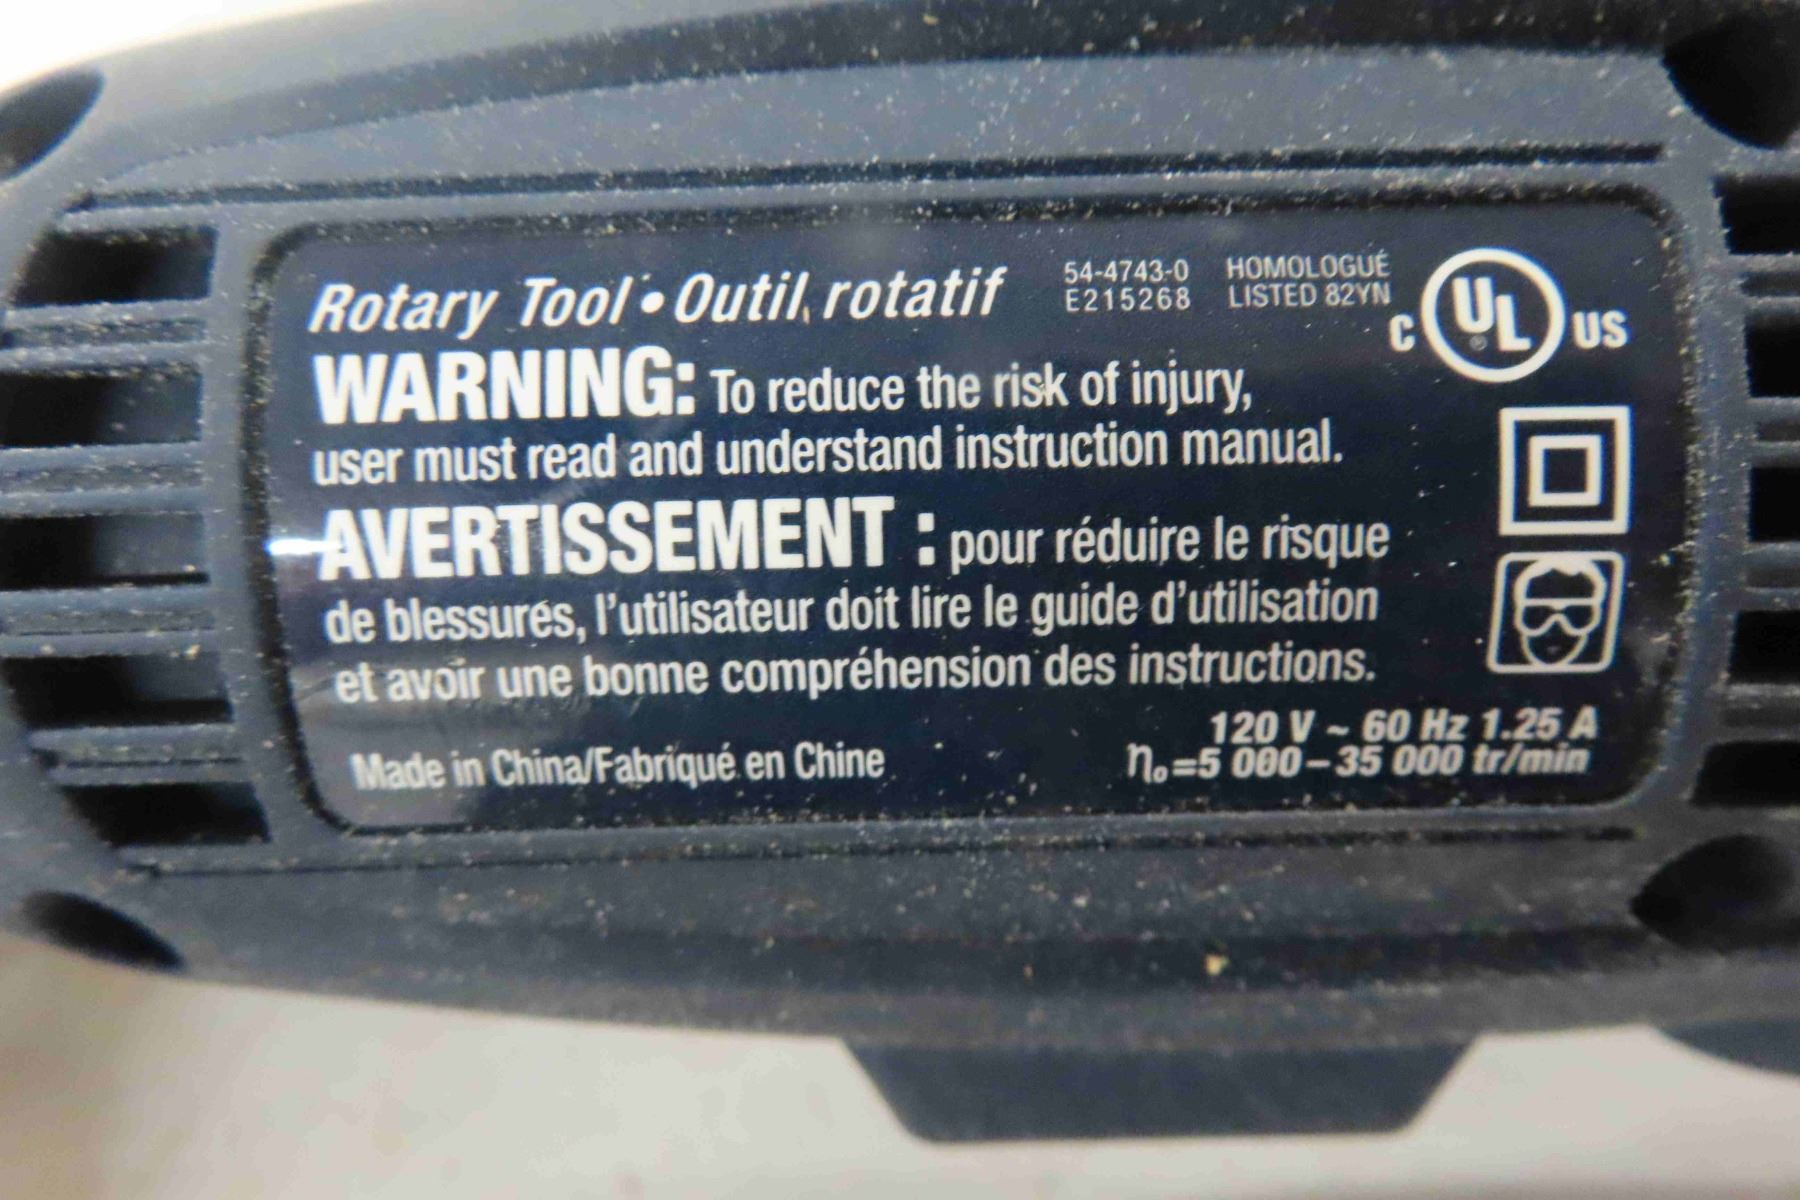 Rotary Tool • Outil rotatif
54-4743-0 HOMOLOGUÉ
E215268 LISTED 82YN
C UL® US
WARNING: To reduce the risk of injury,
user must read and understand instruction manual.
AVERTISSEMENT : pour réduire le risque
de blessures, l'utilisateur doit lire le guide d'utilisation
et avoir une bonne compréhension des instructions.
120 V ~ 60 Hz 1.25 A
Made in China/Fabriqué en Chine
n₀=5 000–35 000 tr/min